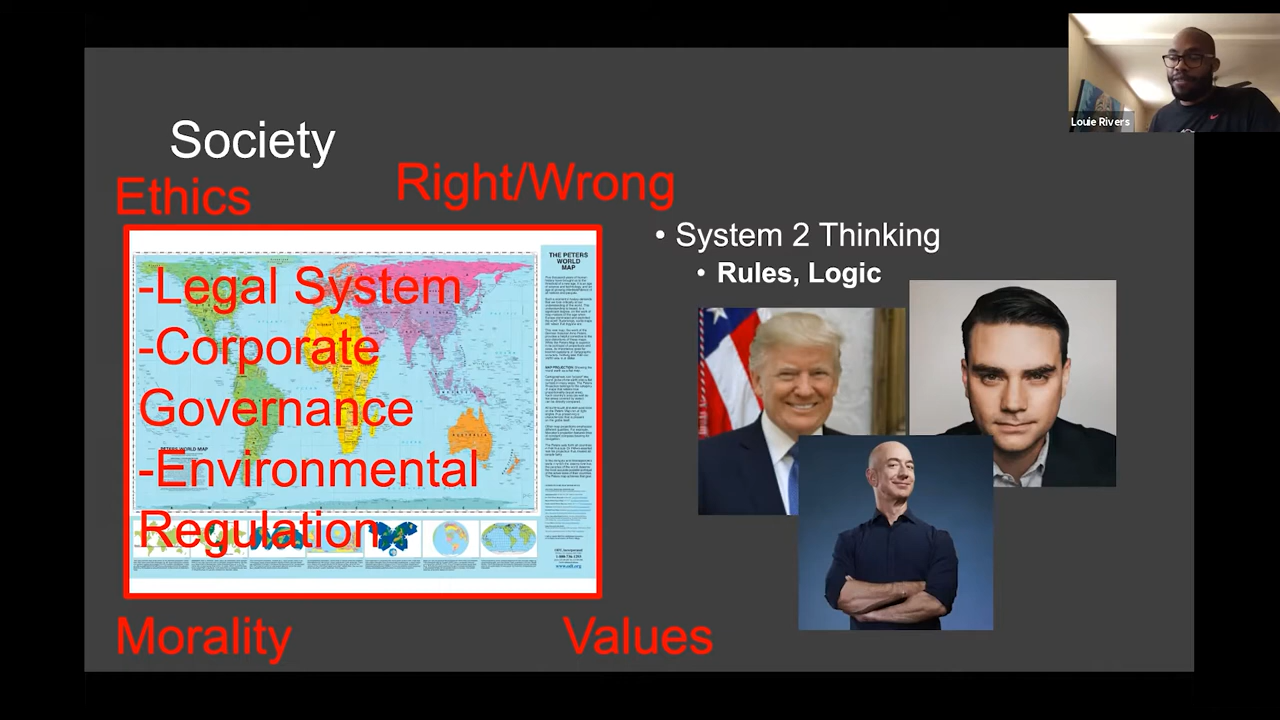 Louie Rivers
Society
Ethics
Right/Wrong
• System 2 Thinking
• Rules, Logic
THE PETERS
WORLD
MAP
-Legal System
-Corporate
Governance
-Environmental
Regulation
AUSTRALIA
Morality
Values